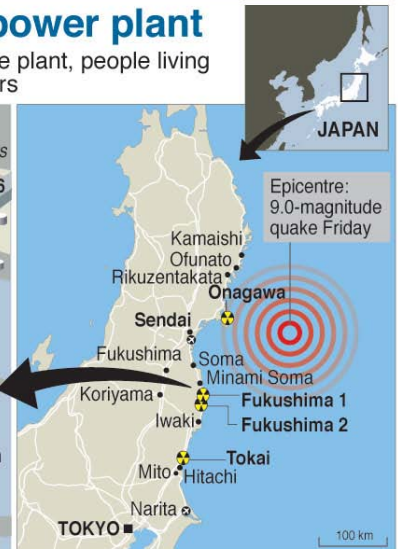 power plant
e plant, people living
rs
s
6
JAPAN
Epicentre:
9.0-magnitude
quake Friday
Kamaishi
Ofunato
Rikuzentakata
Onagawa
Sendai
Fukushima
Soma
Minami Soma
Koriyama
Fukushima 1
Fukushima 2
Iwaki
Tokai
Mito
Hitachi
Narita
TOKYO
100 km